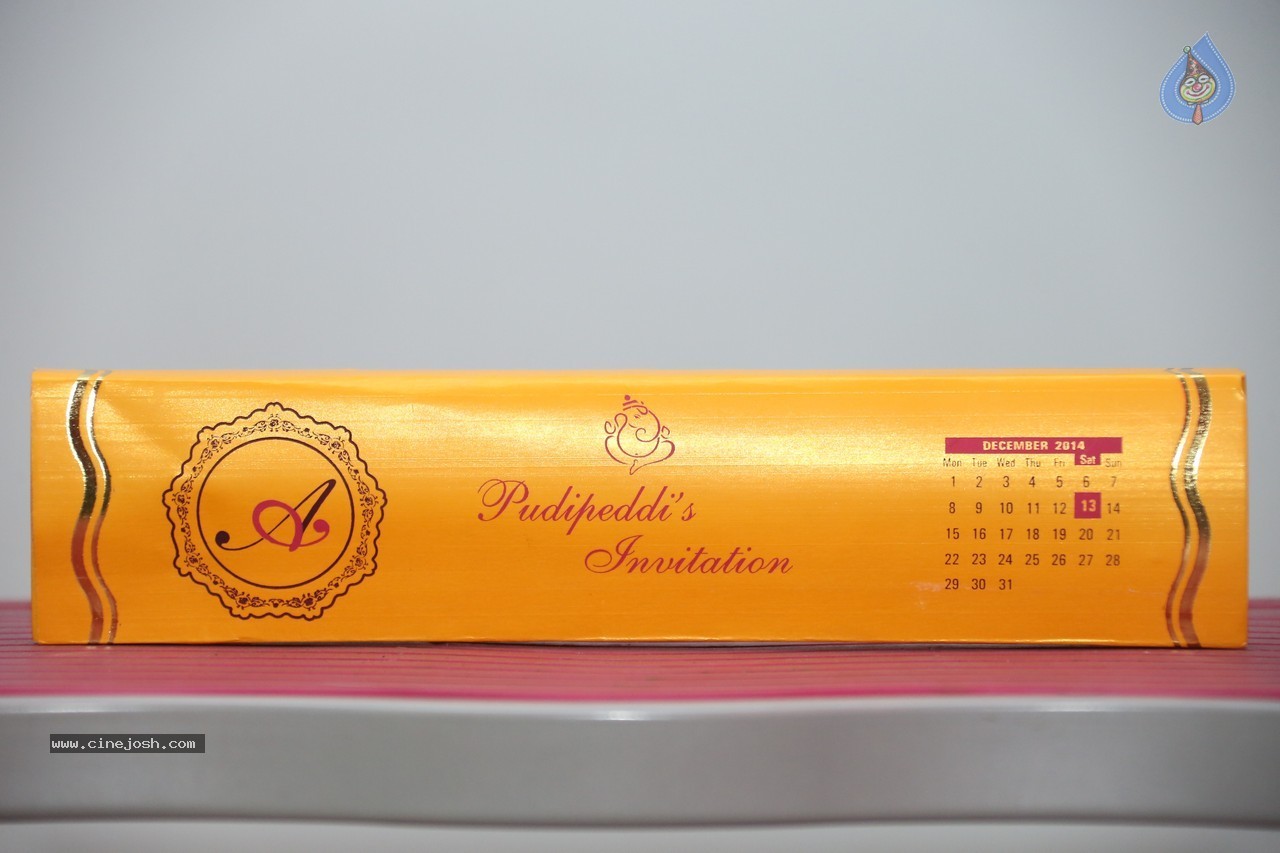 A
A
Pudipeddi's
Invitation
DECEMBER 2014
Mon Tue Wed Thu Fri Sat Sun
1 2 3 4 5 6 7
8 9 10 11 12 13 14
15 16 17 18 19 20 21
22 23 24 25 26 27 28
29 30 31
www.cinejosh.com